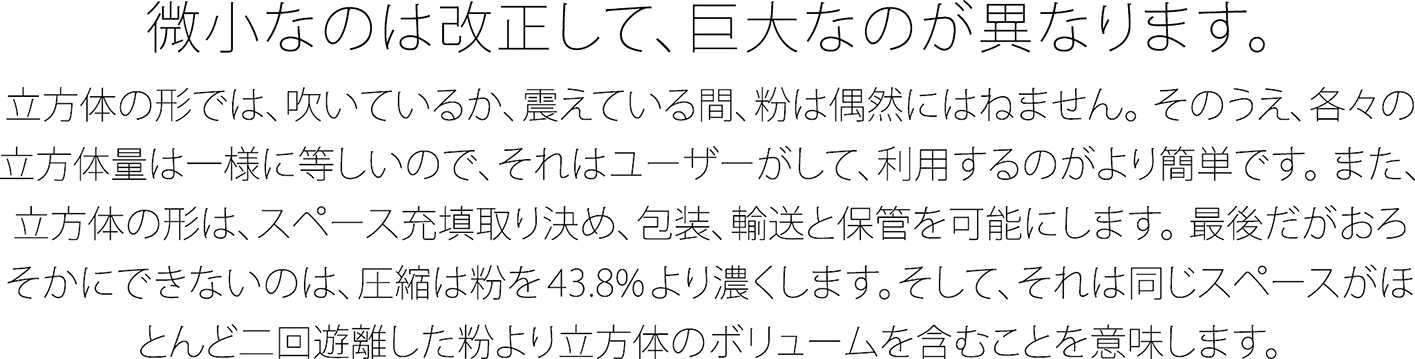 微小なのは改正して、巨大なのが異なります。
立方体の形では、吹いているか、震えている間、粉は偶然にはねません。そのうえ、各々の
立方体量は一様に等しいので、それはユーザーがして、利用するのがより簡単です。また、
立方体の形は、スペース充填取り決め、包装、輸送と保管を可能にします。最後だがおろ
そかにできないのは、圧縮は粉を43.8%より濃くします。そして、それは同じスペースがほ
とんど二回遊離した粉より立方体のボリュームを含むことを意味します。